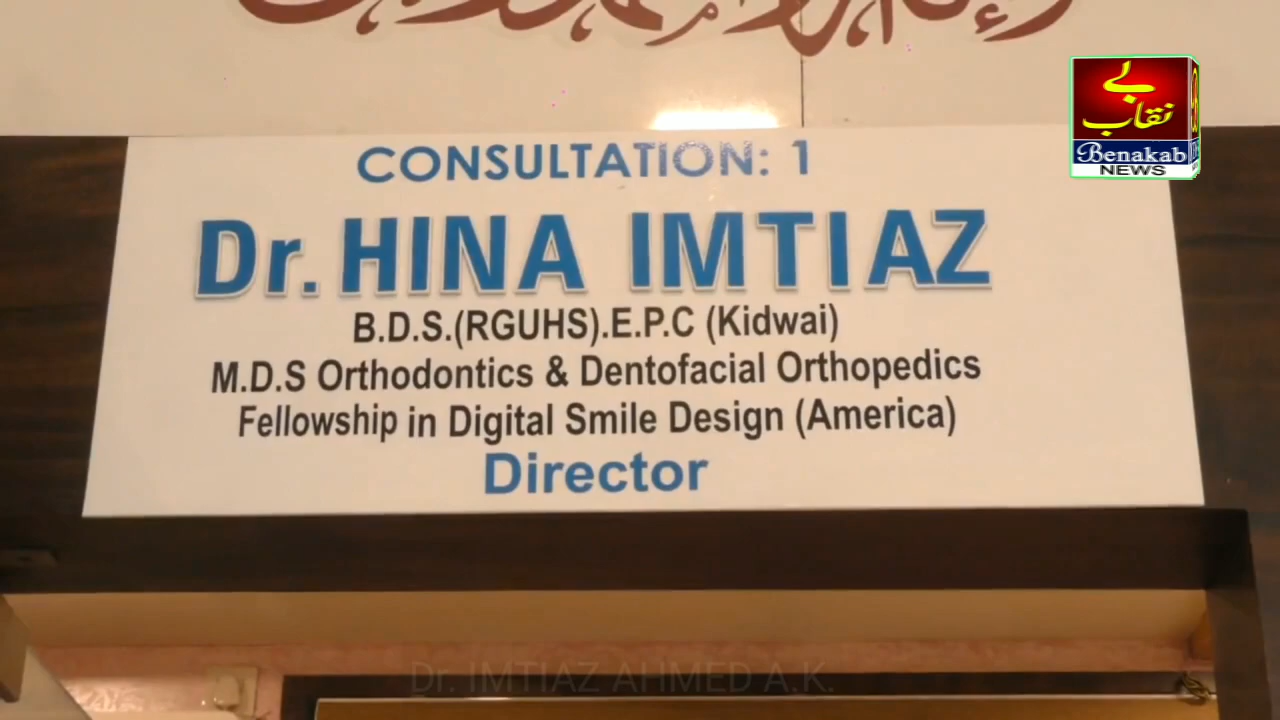 بے
نقاب
Benakab
NEWS
CONSULTATION: 1
Dr. HINA IMTIAZ
B.D.S.(RGUHS).E.P.C (Kidwai)
M.D.S Orthodontics & Dentofacial Orthopedics
Fellowship in Digital Smile Design (America)
Director
Dr. IMTIAZ AHMED A.K.